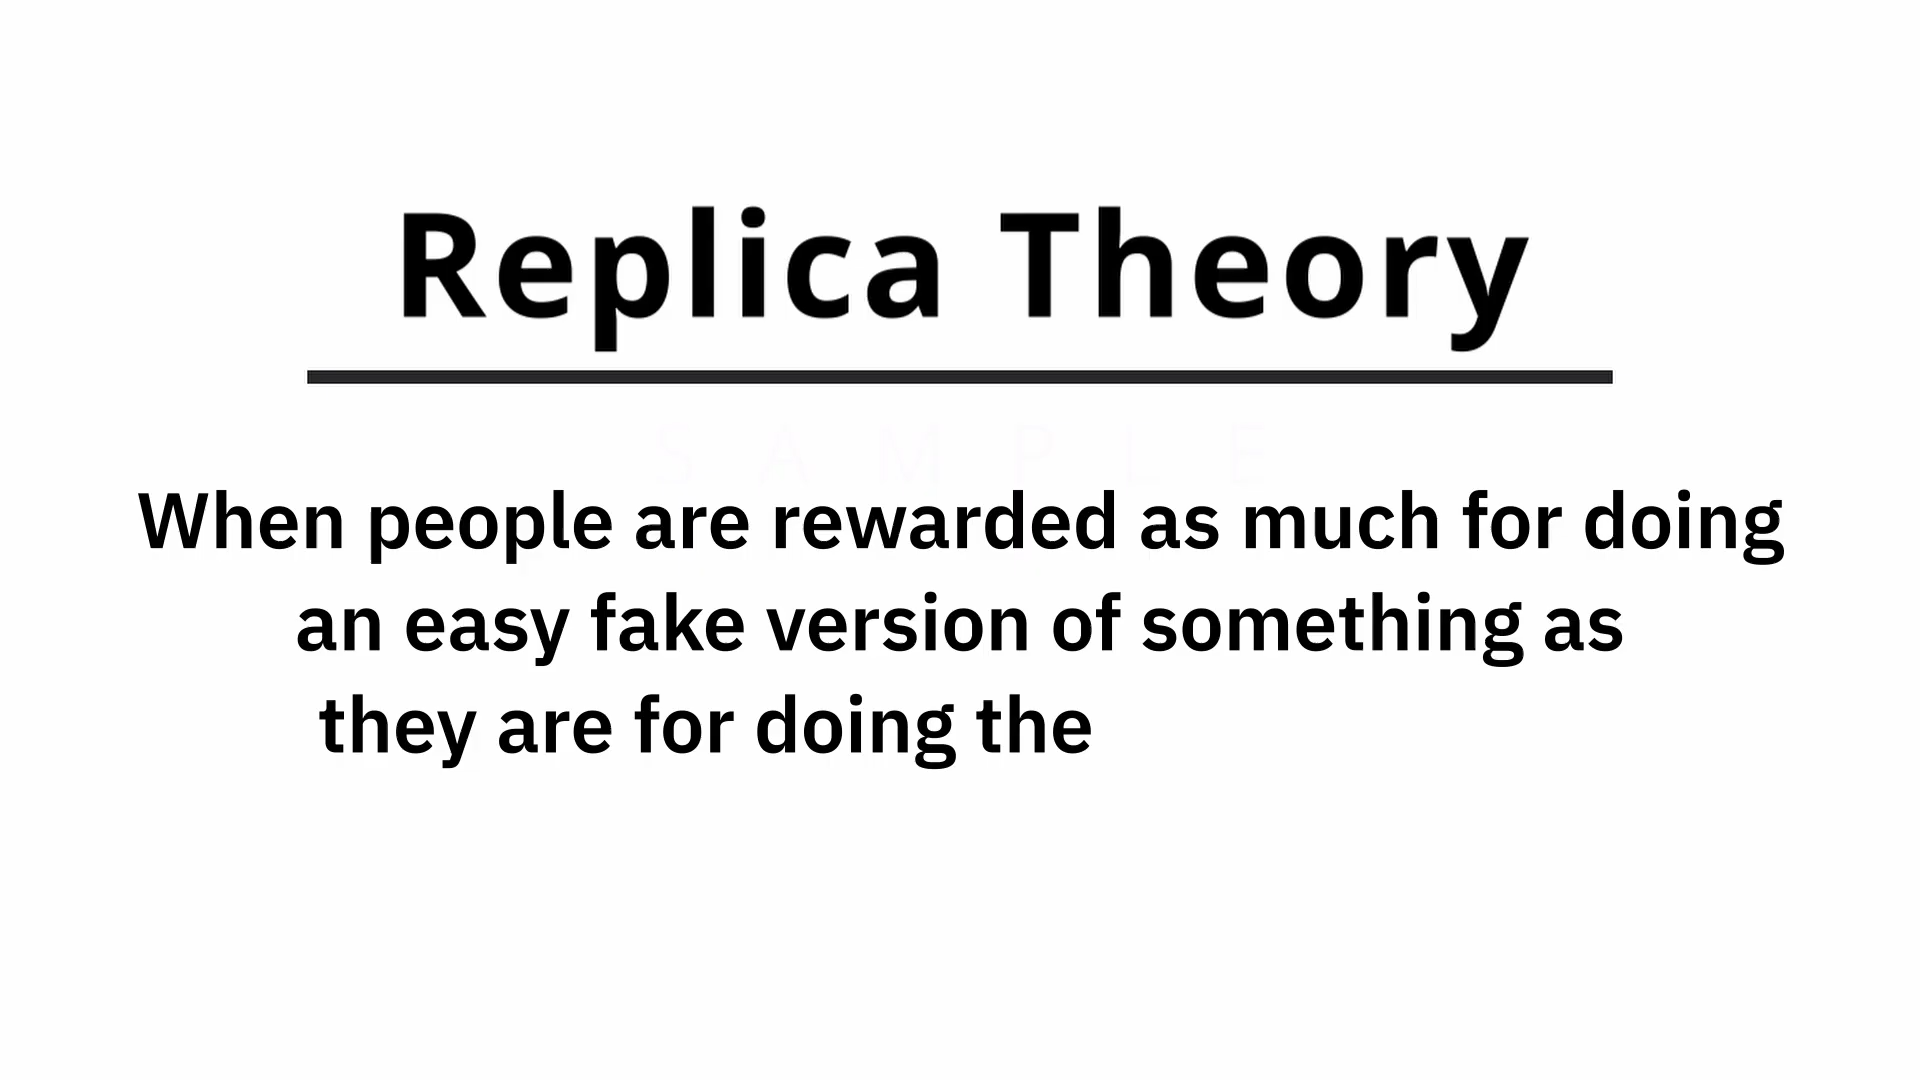 Replica Theory
SAMPLE
When people are rewarded as much for doing
an easy fake version of something as
they are for doing the